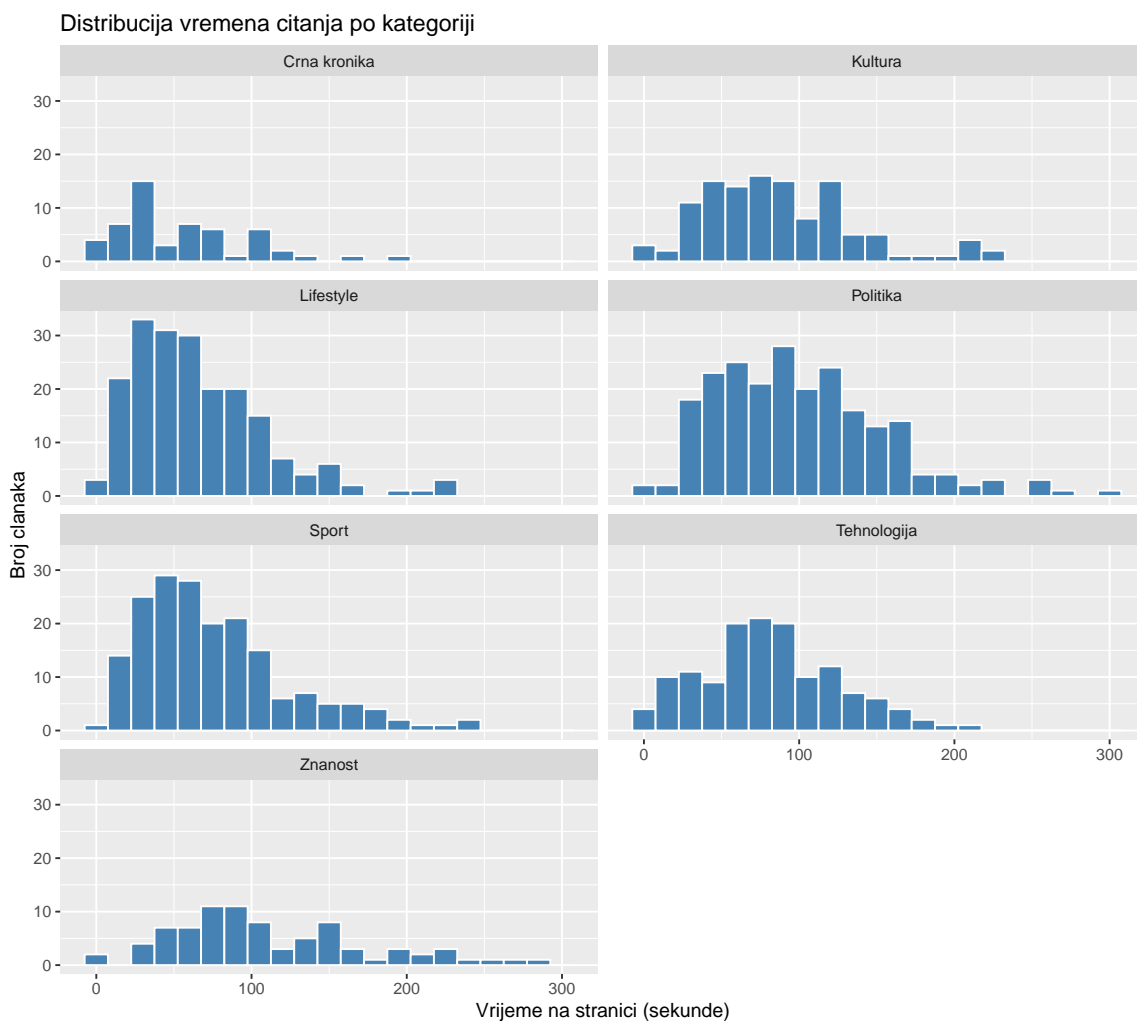 Distribucija vremena citanja po kategoriji
Crna kronika
Kultura
30
20
10
0
Lifestyle
Politika
30
20
10
0
Sport
Tehnologija
30
20
10
0
0 100 200 300
Znanost
30
20
10
0
0 100 200 300
Broj clanaka
Vrijeme na stranici (sekunde)